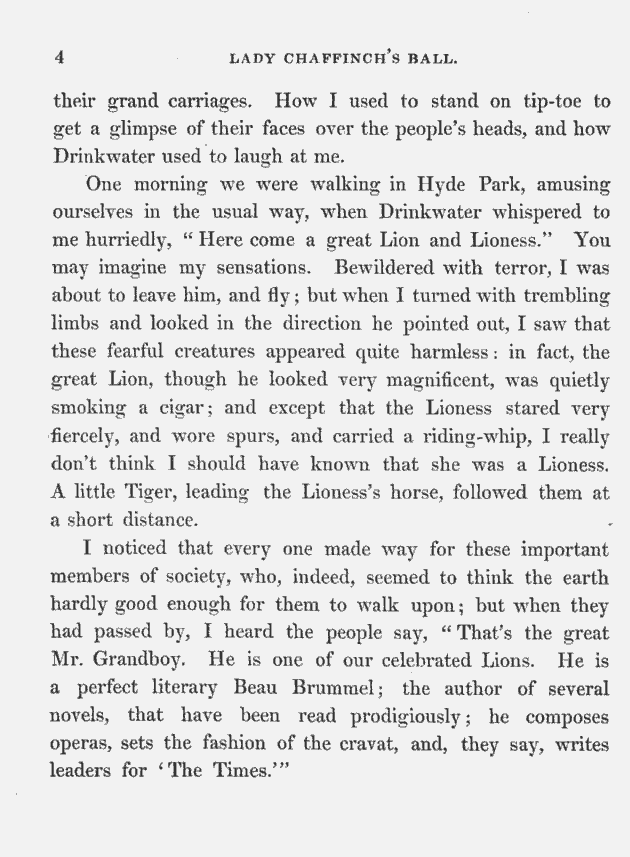 4 LADY CHAFFINCH'S BALL.
their grand carriages. How I used to stand on tip-toe to
get a glimpse of their faces over the people's heads, and how
Drinkwater used to laugh at me.
One morning we were walking in Hyde Park, amusing
ourselves in the usual way, when Drinkwater whispered to
me hurriedly, “ Here come a great Lion and Lioness.” You
may imagine my sensations. Bewildered with terror, I was
about to leave him, and fly ; but when I turned with trembling
limbs and looked in the direction he pointed out, I saw that
these fearful creatures appeared quite harmless : in fact, the
great Lion, though he looked very magnificent, was quietly
smoking a cigar ; and except that the Lioness stared very
fiercely, and wore spurs, and carried a riding-whip, I really
don't think I should have known that she was a Lioness.
A little Tiger, leading the Lioness's horse, followed them at
a short distance.
I noticed that every one made way for these important
members of society, who, indeed, seemed to think the earth
hardly good enough for them to walk upon ; but when they
had passed by, I heard the people say, “ That's the great
Mr. Grandboy. He is one of our celebrated Lions. He is
a perfect literary Beau Brummel ; the author of several
novels, that have been read prodigiously ; he composes
operas, sets the fashion of the cravat, and, they say, writes
leaders for ‘ The Times.’”